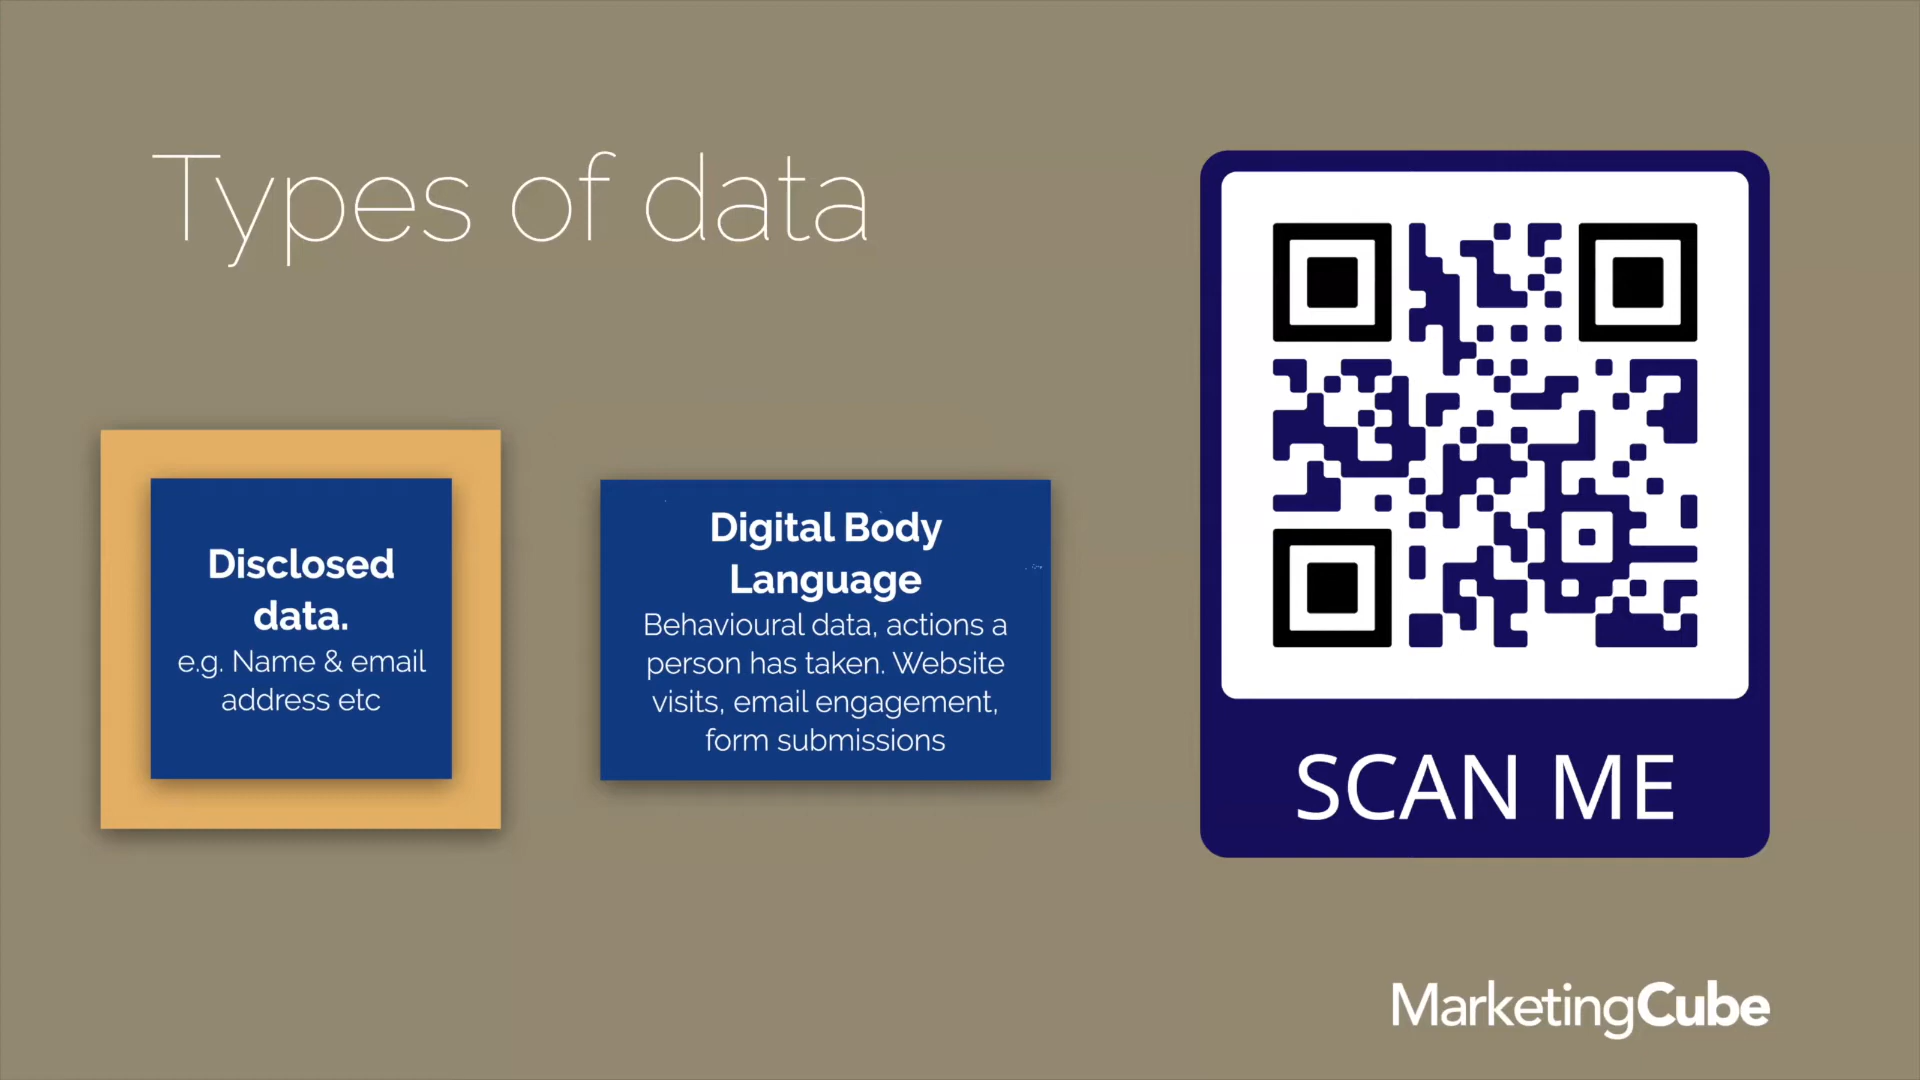 Types of data
Disclosed
data.
e.g. Name & email
address etc
Digital Body
Language
Behavioural data, actions a
person has taken. Website
visits, email engagement,
form submissions
SCAN ME
MarketingCube